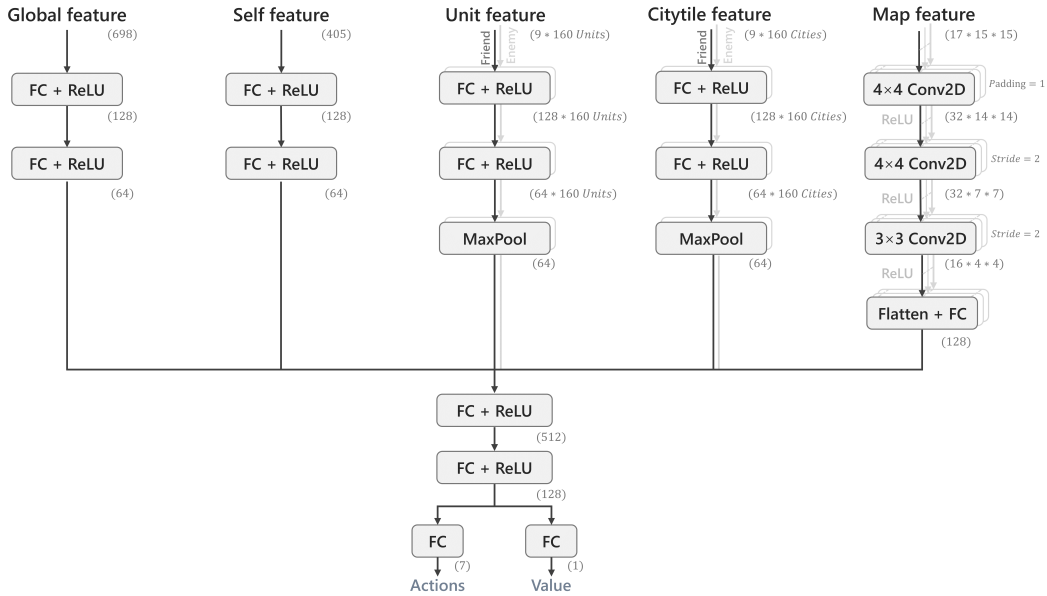 Global feature
Self feature
Unit feature
Citytile feature
Map feature
(698)
(405)
Friend
Enemy
(9 * 160 Units)
Friend
Enemy
(9 * 160 Cities)
(17 * 15 * 15)
FC + ReLU
FC + ReLU
FC + ReLU
FC + ReLU
4×4 Conv2D
Padding = 1
(128)
(128)
(128 * 160 Units)
(128 * 160 Cities)
ReLU
(32 * 14 * 14)
FC + ReLU
FC + ReLU
FC + ReLU
FC + ReLU
4×4 Conv2D
Stride = 2
(64)
(64)
(64 * 160 Units)
(64 * 160 Cities)
ReLU
(32 * 7 * 7)
MaxPool
MaxPool
3×3 Conv2D
Stride = 2
(64)
(64)
ReLU
(16 * 4 * 4)
Flatten + FC
(128)
FC + ReLU
(512)
FC + ReLU
(128)
FC
FC
(7)
(1)
Actions
Value